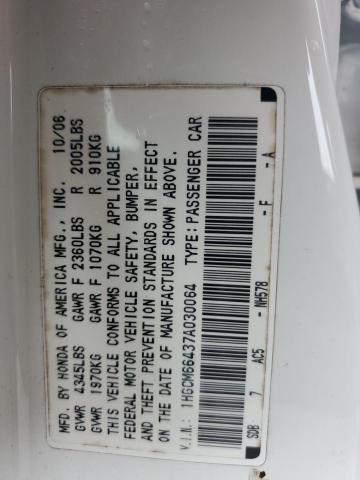 MFD. BY HONDA OF AMERICA MFG., INC. 10/06
GVWR 4345LBS GAWR F 2360LBS R 2005LBS
GVWR 1970KG GAWR F 1070KG R 910KG
THIS VEHICLE CONFORMS TO ALL APPLICABLE
FEDERAL MOTOR VEHICLE SAFETY, BUMPER,
AND THEFT PREVENTION STANDARDS IN EFFECT
ON THE DATE OF MANUFACTURE SHOWN ABOVE.
V.I.N.: 1HGCM66437A030064 TYPE: PASSENGER CAR
SDB 7 AC5 - NH578 - F - A